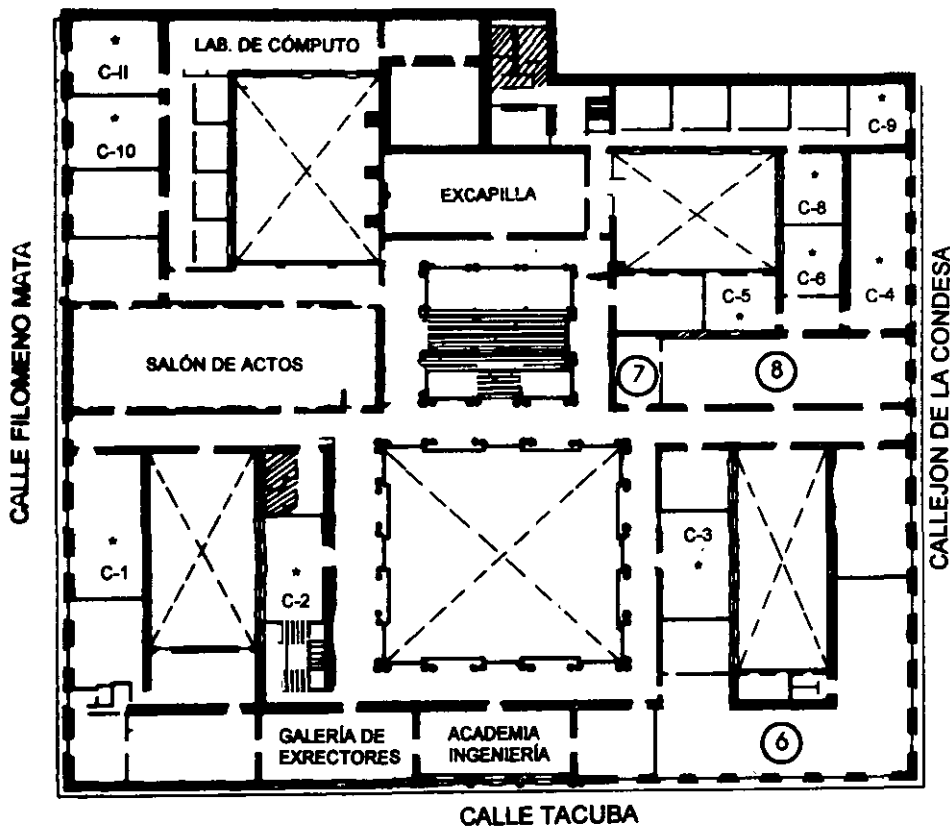 LAB. DE CÓMPUTO
C-II
C-10
C-9
EXCAPILLA
C-8
C-6
C-5
C-4
SALÓN DE ACTOS
7
8
CALLE FILOMENO MATA
CALLEJON DE LA CONDESA
C-1
C-2
C-3
GALERÍA DE
EXRECTORES
ACADEMIA
INGENIERÍA
6
CALLE TACUBA